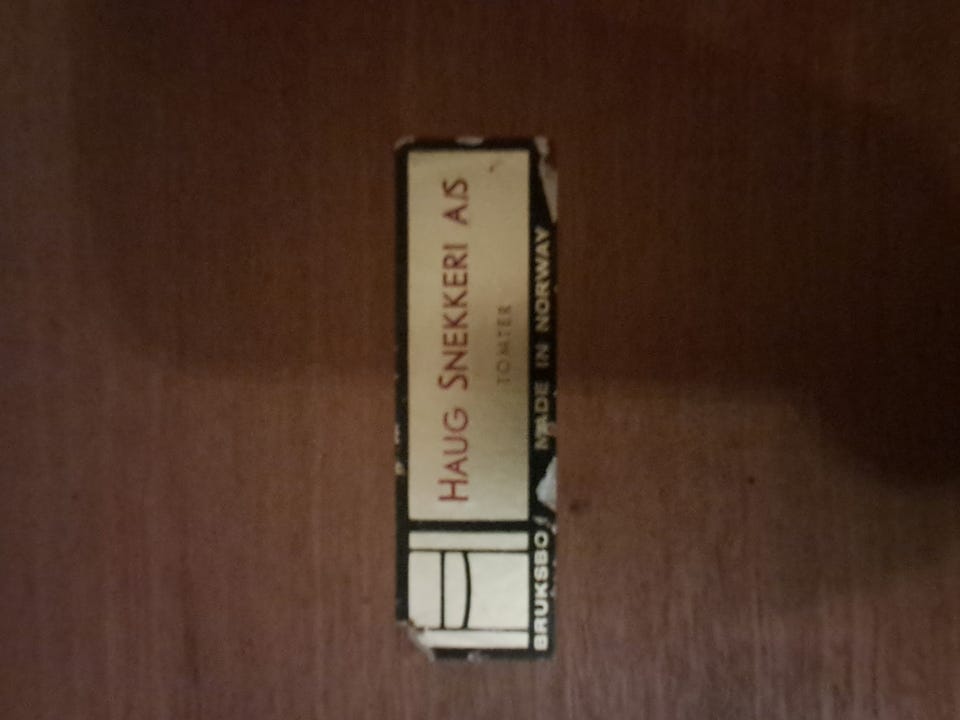 HAUG SNEKKERI A/S
TOMTER
BRUKSBO MADE IN NORWAY